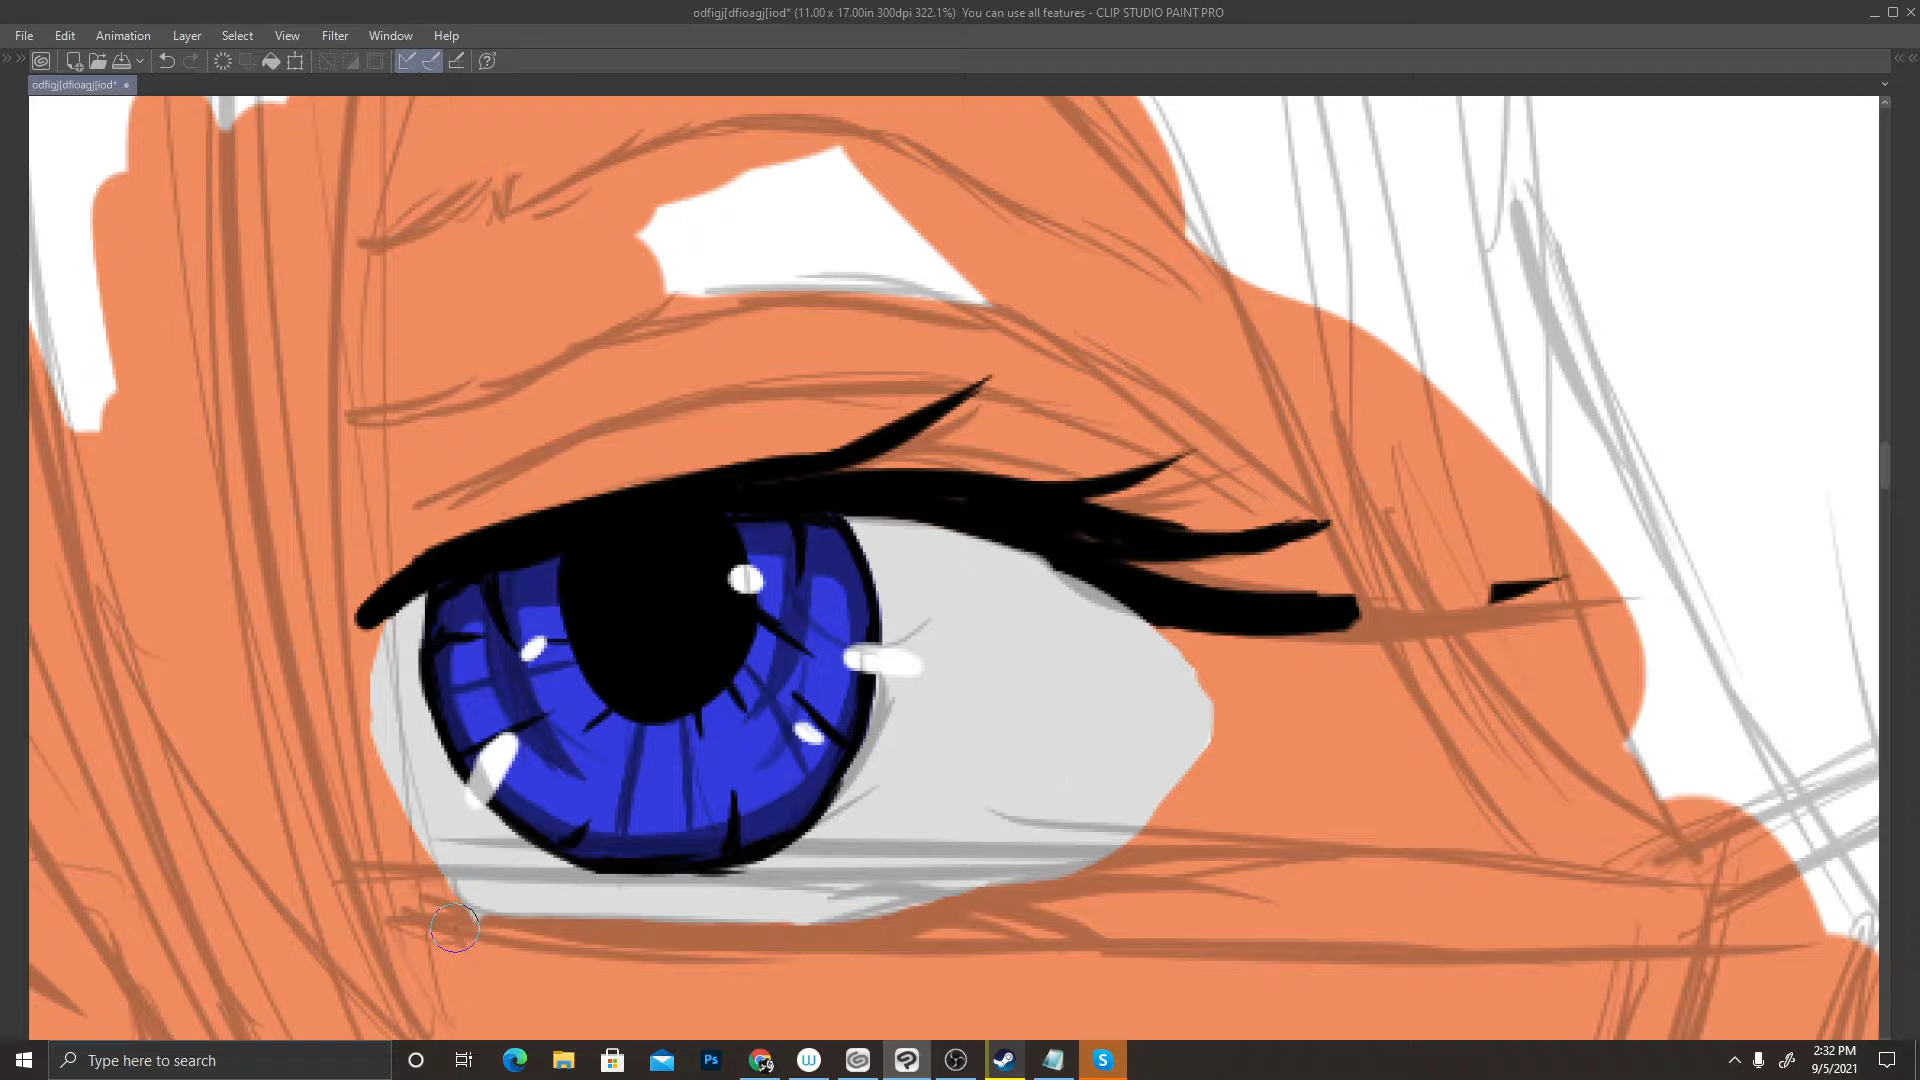 odfigj[dfioagj[iod* (11.00 x 17.00in 300dpi 322.1%)  You can use all features - CLIP STUDIO PAINT PRO
File Edit Animation Layer Select View Filter Window Help
odfigj[dfioagj[iod*
Type here to search
Ps
W
S
2:32 PM
9/5/2021